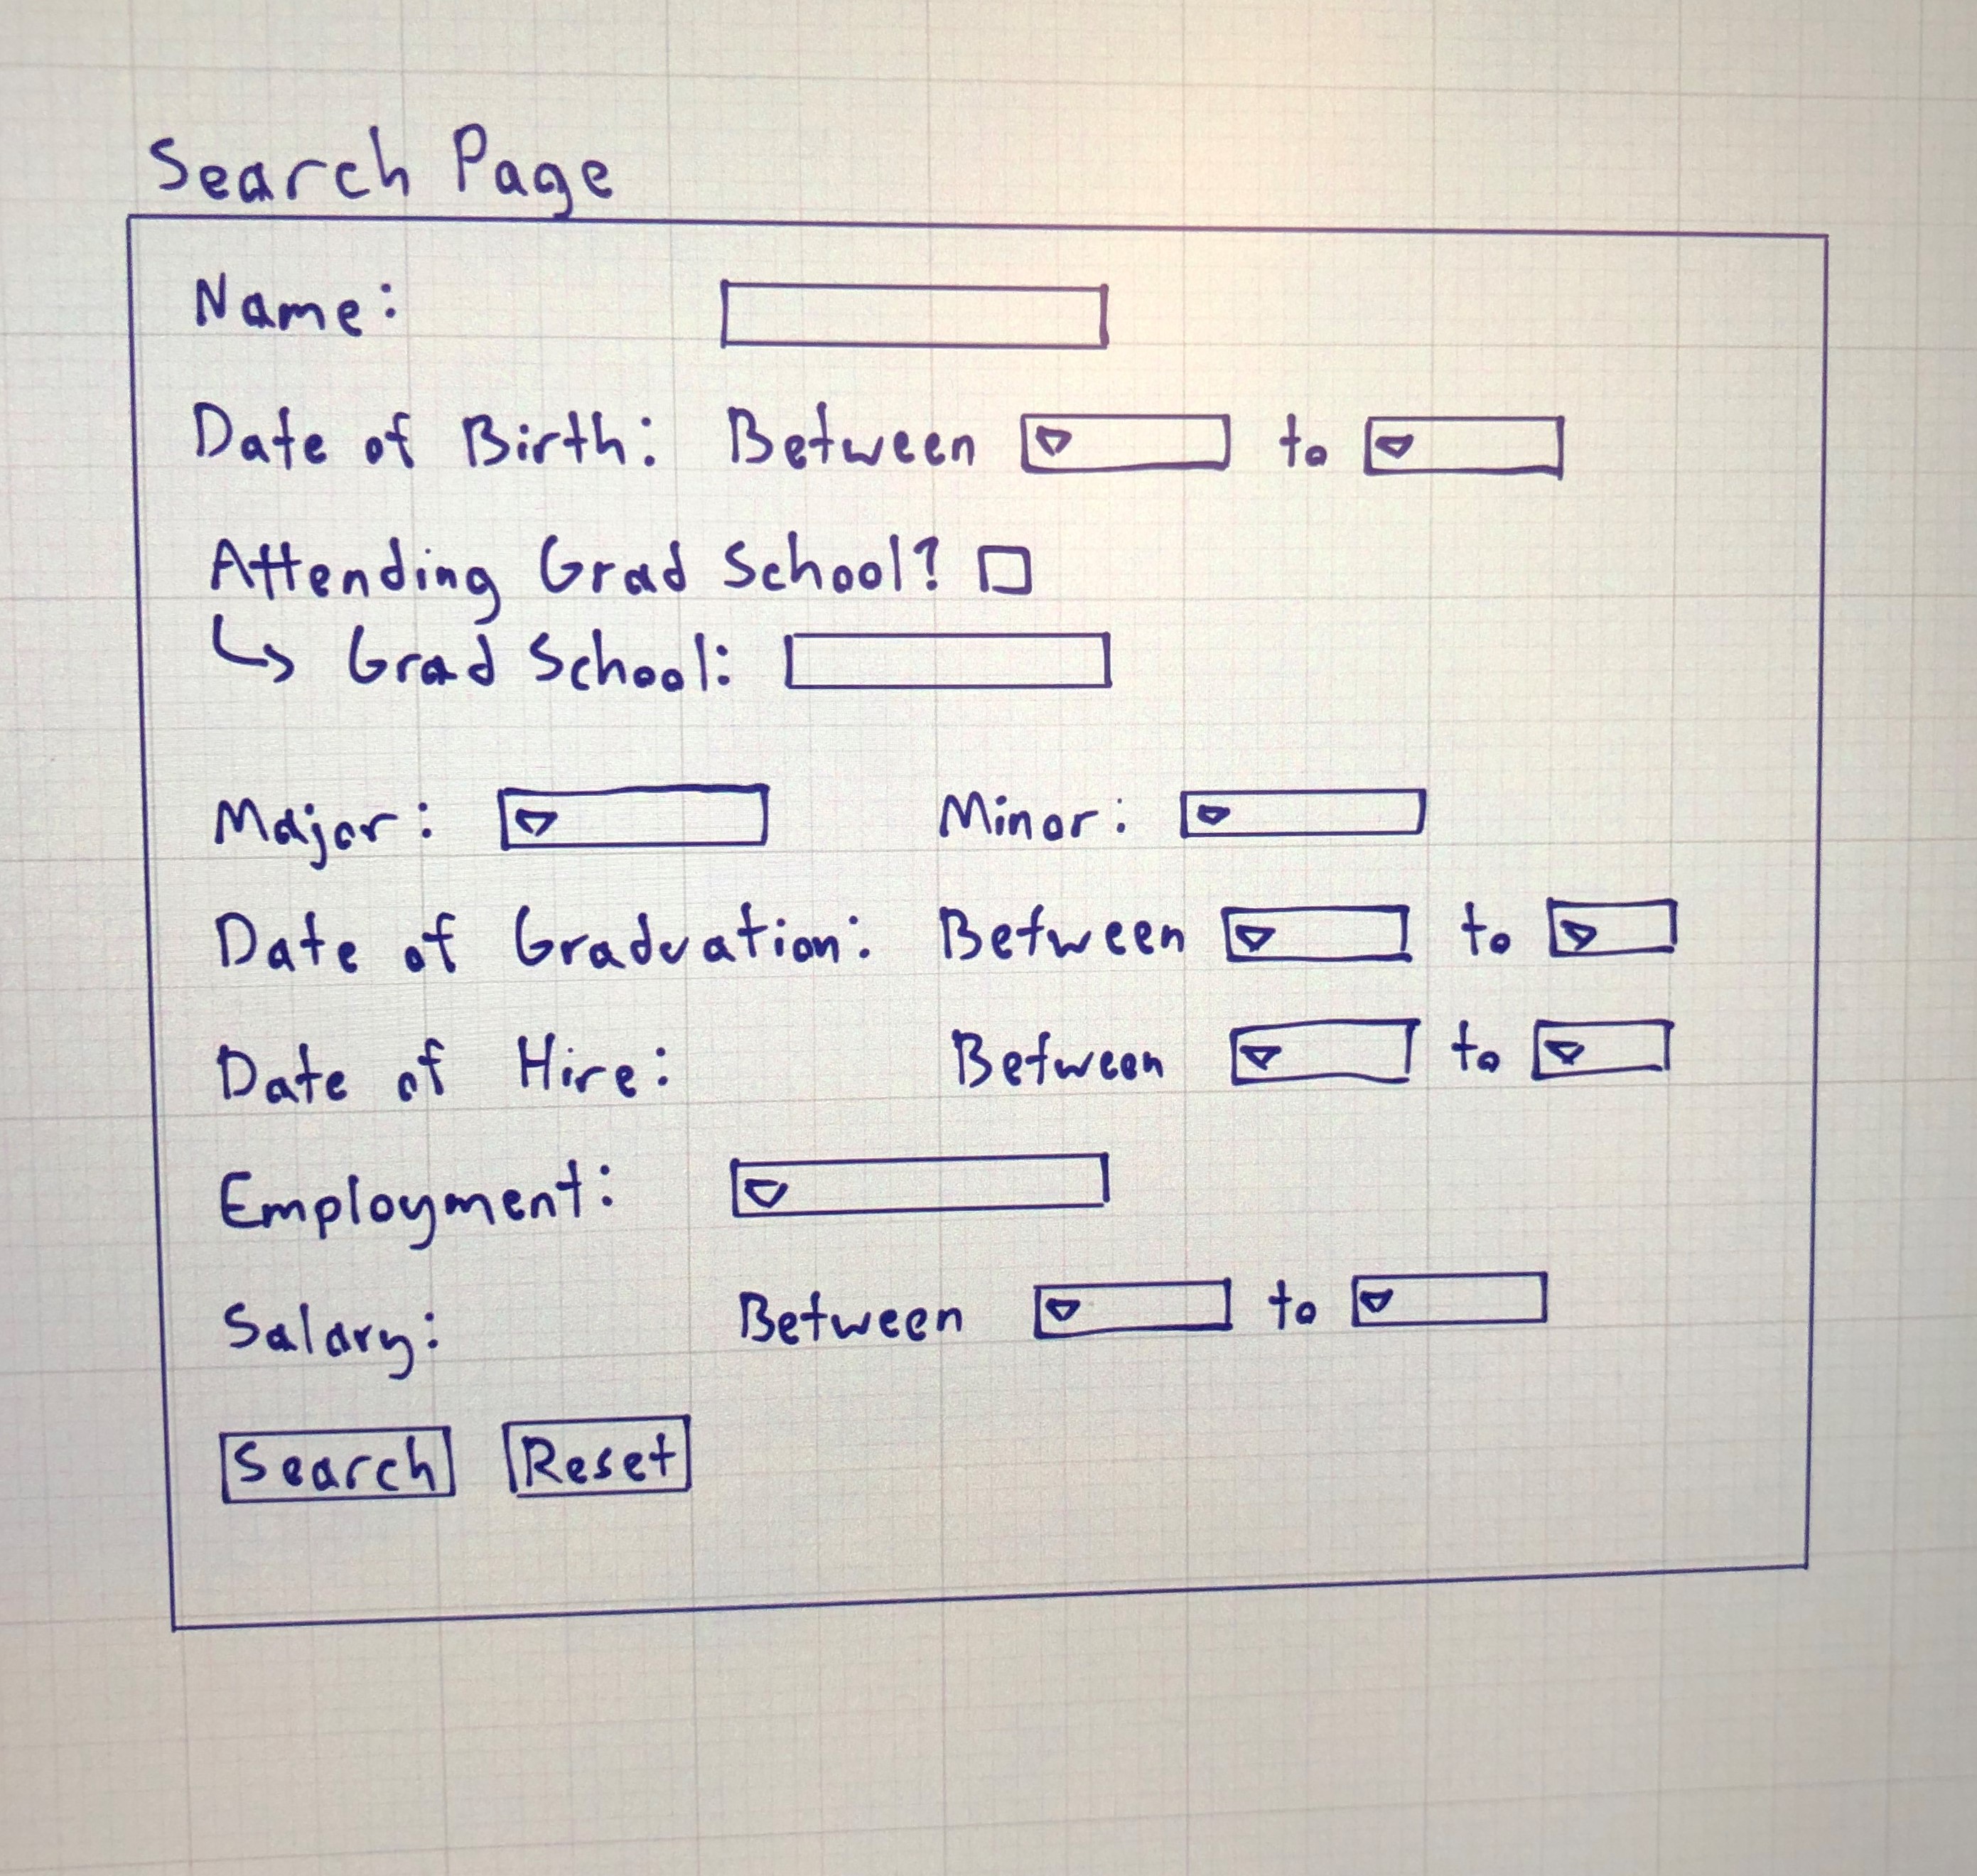 Search Page
Name:
Date of Birth: Between to
Attending Grad School?
↳ Grad School:
Major: Minor:
Date of Graduation: Between to
Date of Hire: Between to
Employment:
Salary: Between to
Search Reset